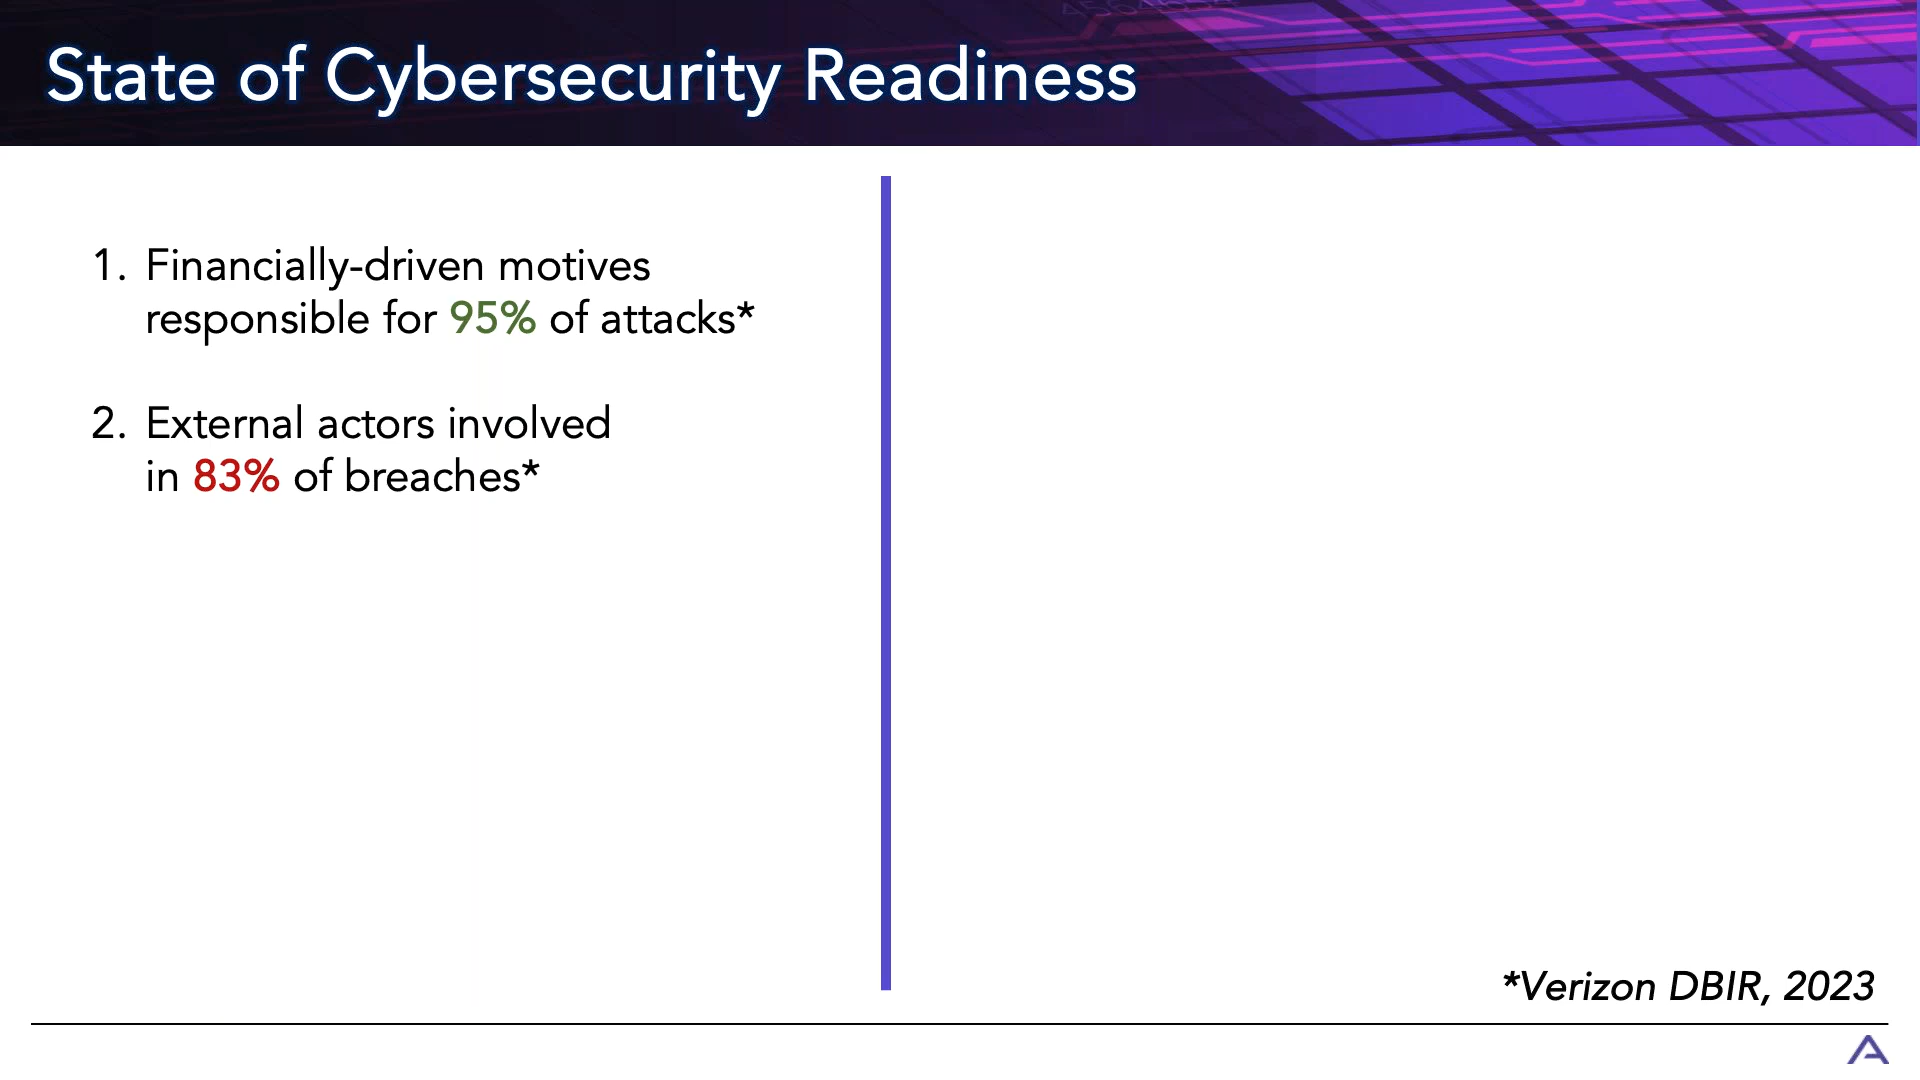 State of Cybersecurity Readiness
1. Financially-driven motives
responsible for 95% of attacks*
2. External actors involved
in 83% of breaches*
*Verizon DBIR, 2023